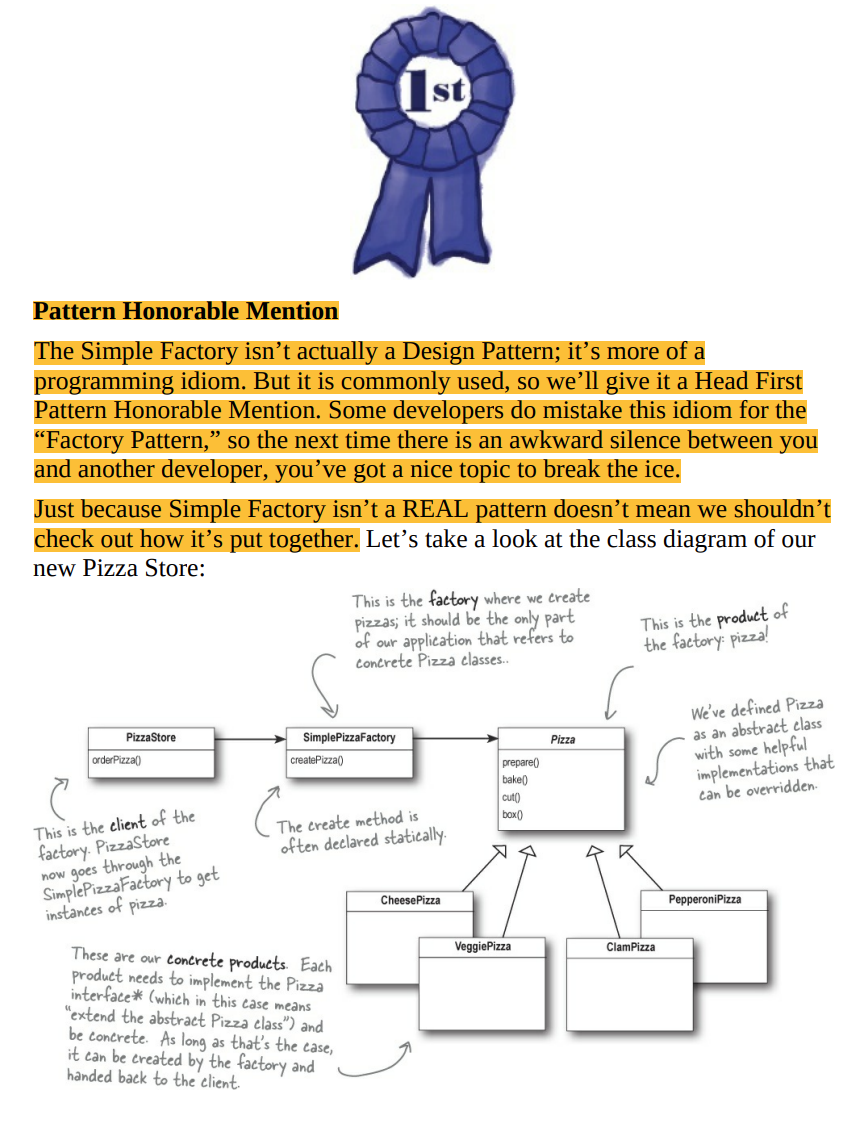 1st
Pattern Honorable Mention
The Simple Factory isn’t actually a Design Pattern; it’s more of a
programming idiom. But it is commonly used, so we’ll give it a Head First
Pattern Honorable Mention. Some developers do mistake this idiom for the
“Factory Pattern,” so the next time there is an awkward silence between you
and another developer, you’ve got a nice topic to break the ice.
Just because Simple Factory isn’t a REAL pattern doesn’t mean we shouldn’t
check out how it’s put together. Let’s take a look at the class diagram of our
new Pizza Store:
This is the factory where we create
pizzas; it should be the only part
of our application that refers to
concrete Pizza classes..
This is the product of
the factory: pizza!
We've defined Pizza
as an abstract class
with some helpful
implementations that
can be overridden.
PizzaStore
orderPizza()
SimplePizzaFactory
createPizza()
Pizza
prepare()
bake()
cut()
box()
This is the client of the
factory. PizzaStore
now goes through the
SimplePizzaFactory to get
instances of pizza.
The create method is
often declared statically.
CheesePizza
VeggiePizza
ClamPizza
PepperoniPizza
These are our concrete products. Each
product needs to implement the Pizza
interface* (which in this case means
"extend the abstract Pizza class") and
be concrete. As long as that's the case,
it can be created by the factory and
handed back to the client.